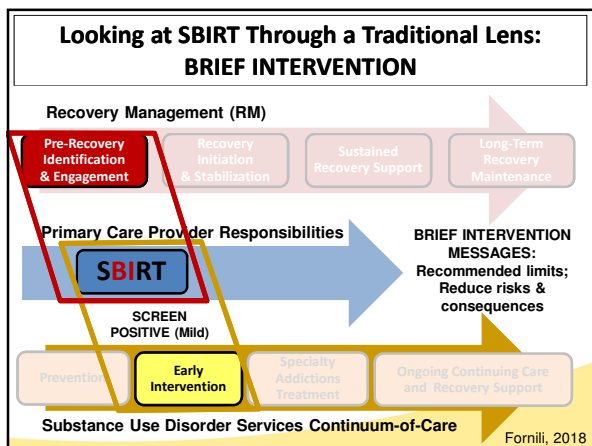 Looking at SBIRT Through a Traditional Lens:
BRIEF INTERVENTION
Recovery Management (RM)
Pre-Recovery
Identification
& Engagement
Recovery
Initiation
& Stabilization
Sustained
Recovery Support
Long-Term
Recovery
Maintenance
Primary Care Provider Responsibilities
SBIRT
BRIEF INTERVENTION
MESSAGES:
Recommended limits;
Reduce risks &
consequences
SCREEN
POSITIVE (Mild)
Prevention
Early
Intervention
Specialty
Addictions
Treatment
Ongoing Continuing Care
and Recovery Support
Substance Use Disorder Services Continuum-of-Care
Fornili, 2018